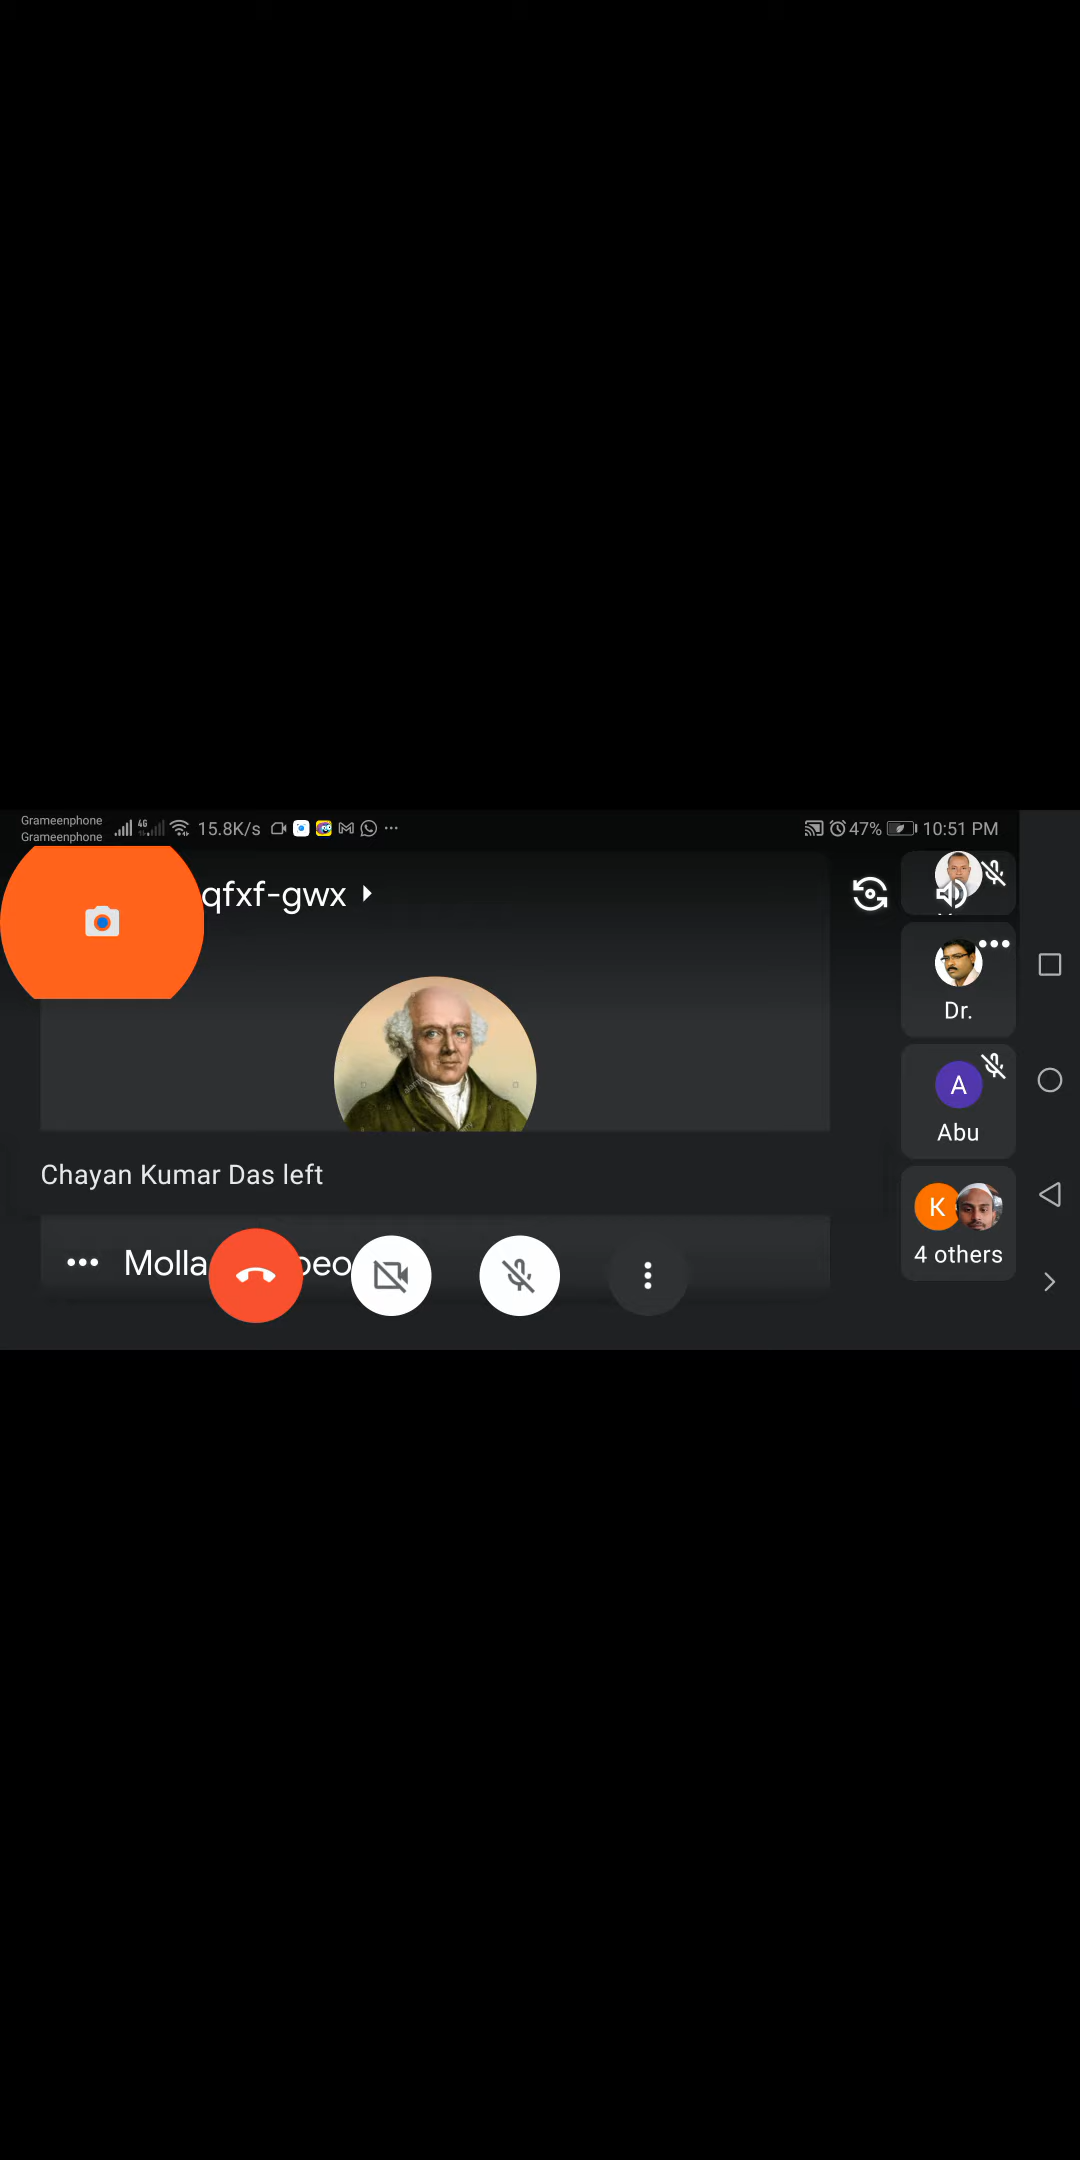 Grameenphone
Grameenphone
4G
15.8K/s
47%
10:51 PM
qfxf-gwx
Dr.
A
Abu
Chayan Kumar Das left
K
4 others
Molla